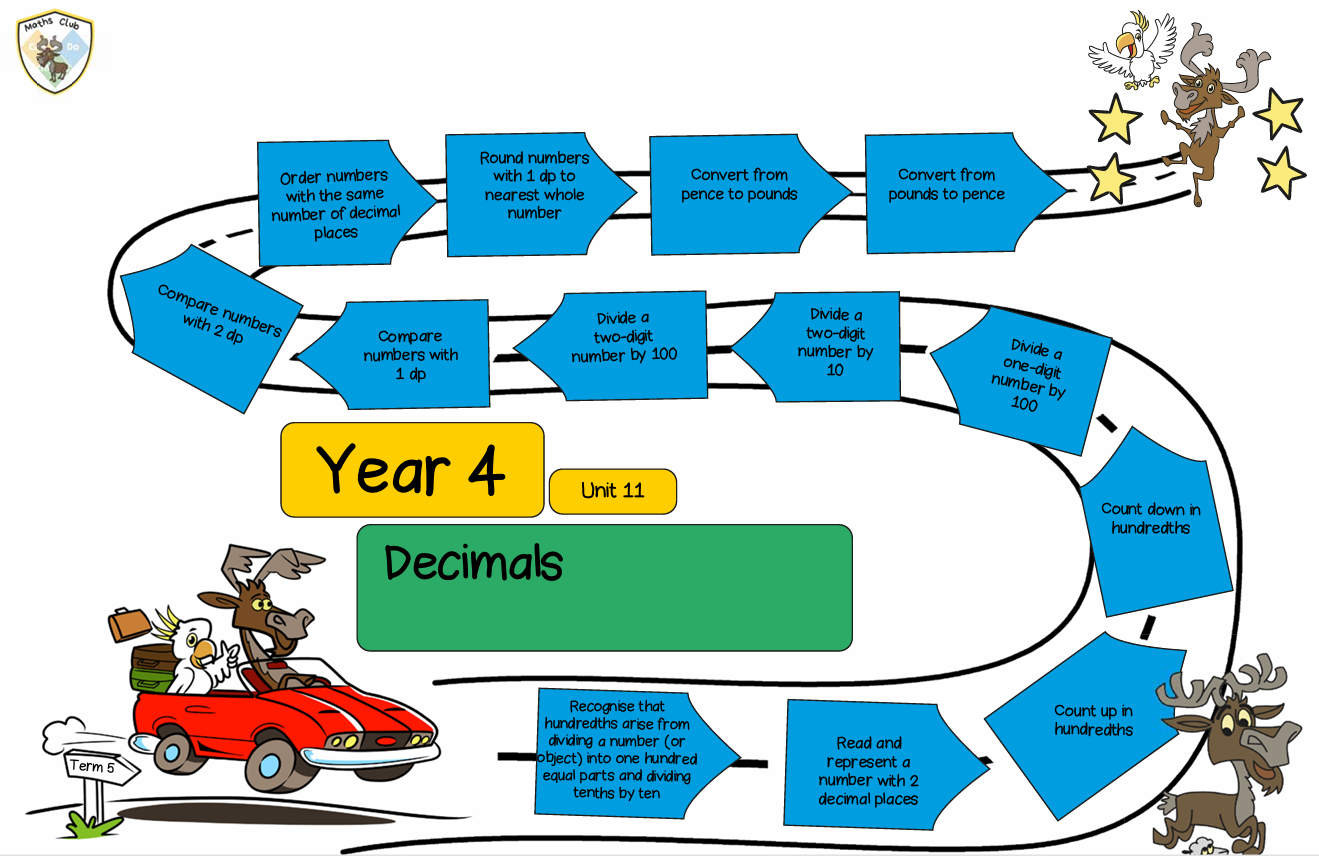 Maths Club
Can Do
Order numbers
with the same
number of decimal
places
Round numbers
with 1 dp to
nearest whole
number
Convert from
pence to pounds
Convert from
pounds to pence
Compare numbers
with 2 dp
Compare
numbers with
1 dp
Divide a
two-digit
number by 100
Divide a
two-digit
number by
10
Divide a
one-digit
number by
100
Count down in
hundredths
Year 4
Unit 11
Decimals
Term 5
Recognise that
hundredths arise from
dividing a number (or
object) into one hundred
equal parts and dividing
tenths by ten
Read and
represent a
number with 2
decimal places
Count up in
hundredths